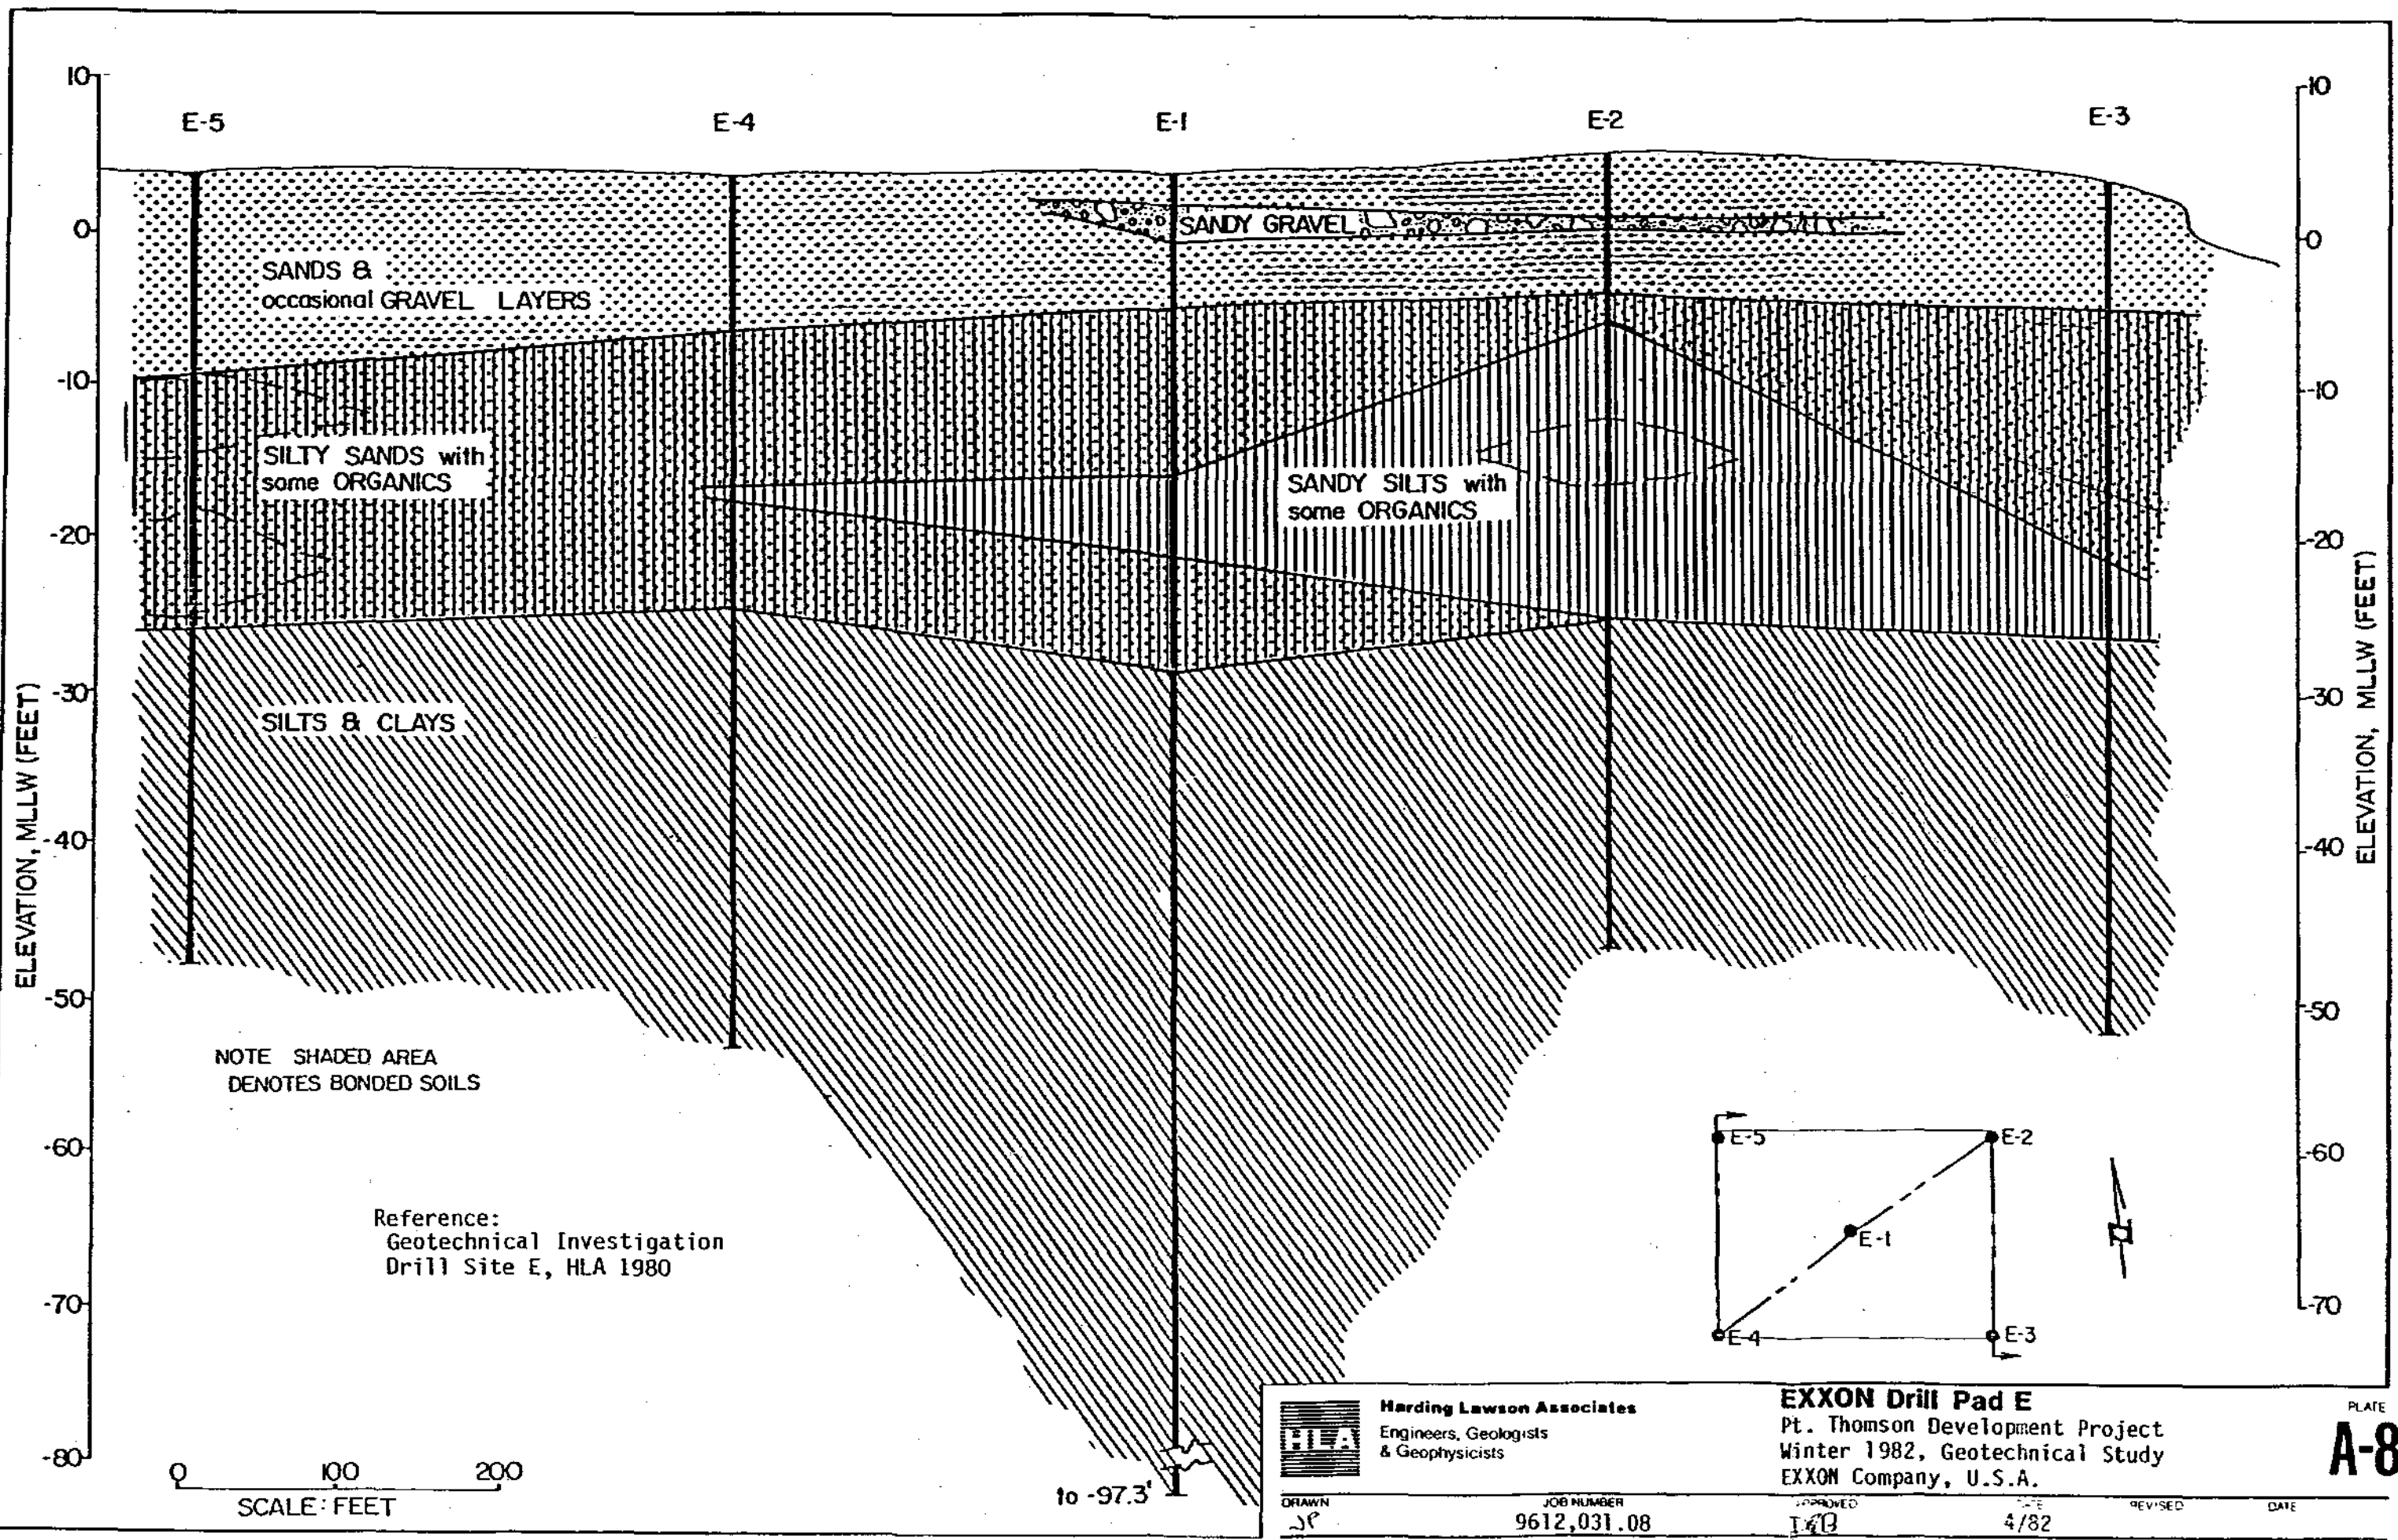 10
10
E-5
E-4
E-1
E-2
E-3
0
SANDY GRAVEL
0
SANDS &
occasional GRAVEL LAYERS
-10
-10
SILTY SANDS with
some ORGANICS
SANDY SILTS with
some ORGANICS
-20
-20
ELEVATION, MLLW (FEET)
ELEVATION, MLLW (FEET)
-30
-30
SILTS & CLAYS
-40
-40
-50
-50
NOTE SHADED AREA
DENOTES BONDED SOILS
-60
-60
E-5
E-2
E-1
E-4
E-3
Reference:
Geotechnical Investigation
Drill Site E, HLA 1980
-70
-70
-80
0 100 200
SCALE: FEET
to -97.3'
HLA
Harding Lawson Associates
Engineers, Geologists
& Geophysicists
EXXON Drill Pad E
Pt. Thomson Development Project
Winter 1982, Geotechnical Study
EXXON Company, U.S.A.
PLATE
A-8
DRAWN
JOB NUMBER
APPROVED
DATE
REVISED
DATE
9612,031.08
4/82